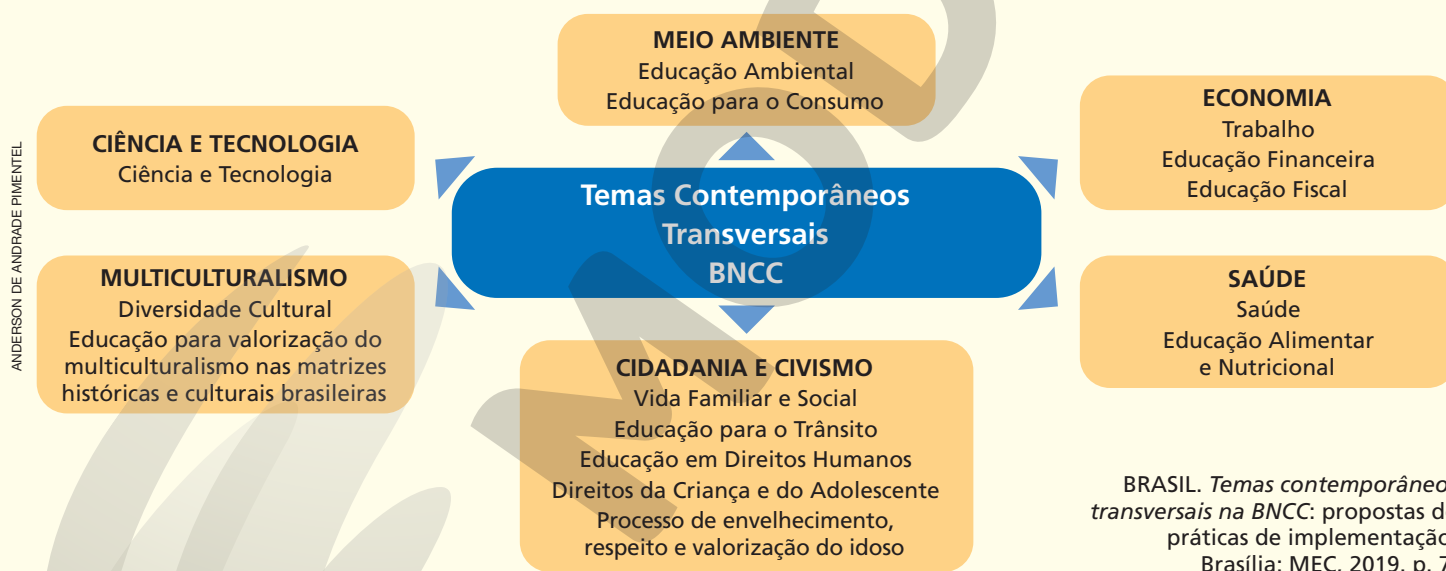 MEIO AMBIENTE
Educação Ambiental
Educação para o Consumo
CIÊNCIA E TECNOLOGIA
Ciência e Tecnologia
ECONOMIA
Trabalho
Educação Financeira
Educação Fiscal
Temas Contemporâneos
Transversais
BNCC
MULTICULTURALISMO
Diversidade Cultural
Educação para valorização do
multiculturalismo nas matrizes
históricas e culturais brasileiras
SAÚDE
Saúde
Educação Alimentar
e Nutricional
CIDADANIA E CIVISMO
Vida Familiar e Social
Educação para o Trânsito
Educação em Direitos Humanos
Direitos da Criança e do Adolescente
Processo de envelhecimento,
respeito e valorização do idoso
ANDERSON DE ANDRADE PIMENTEL
BRASIL. Temas contemporâneo
transversais na BNCC: propostas d
práticas de implementação
Brasília: MEC, 2019. p. 7